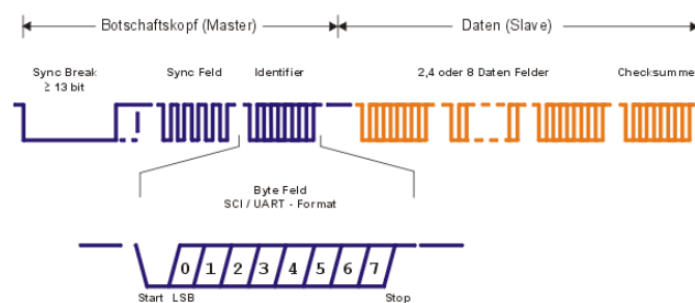 Botschaftskopf (Master)
Daten (Slave)
Sync Break
≥ 13 bit
Sync Feld
Identifier
2,4 oder 8 Daten Felder
Checksumme
Byte Feld
SCI / UART - Format
0 1 2 3 4 5 6 7
Start LSB
Stop